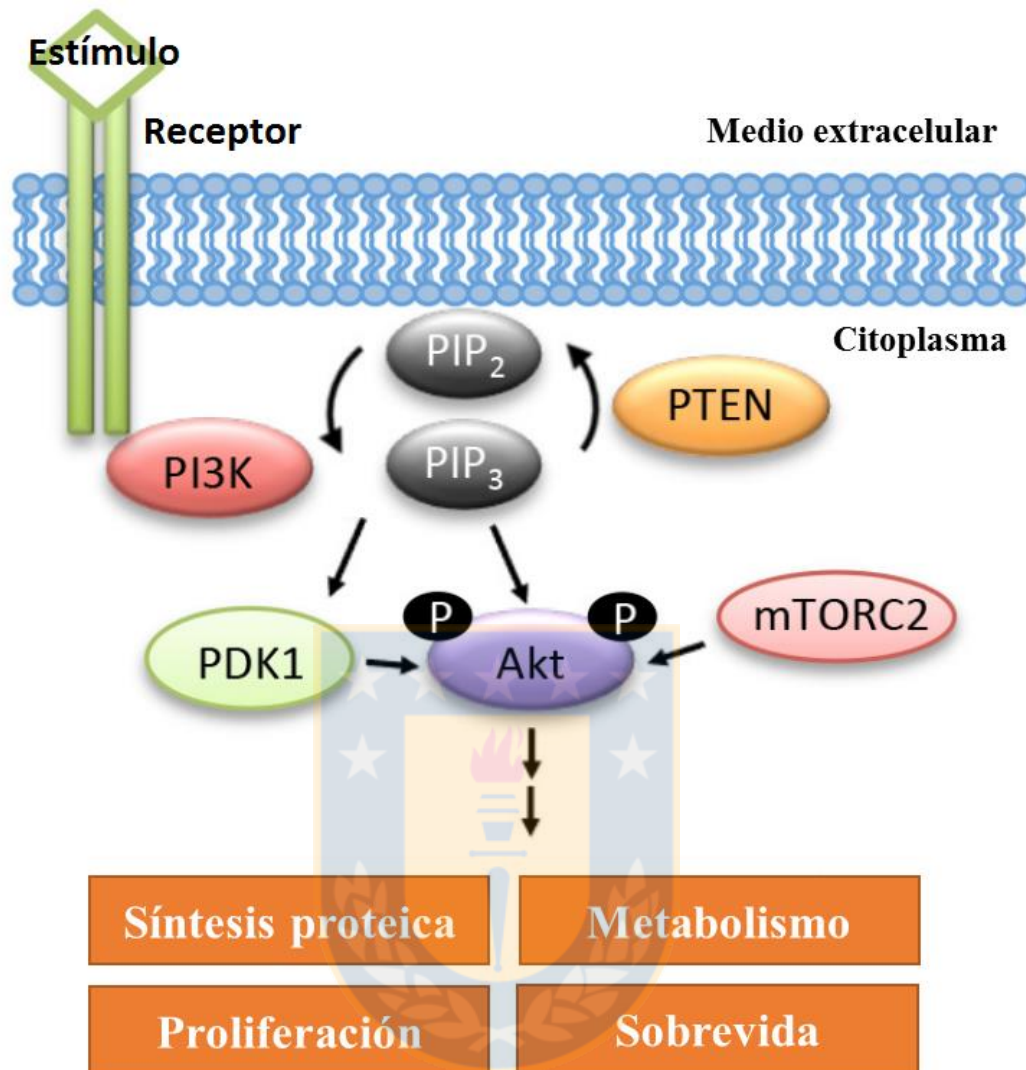 Estímulo
Receptor
Medio extracelular
Citoplasma
PIP₂
PTEN
PI3K
PIP₃
P
P
mTORC2
PDK1
Akt
Síntesis proteica
Metabolismo
Proliferación
Sobrevida